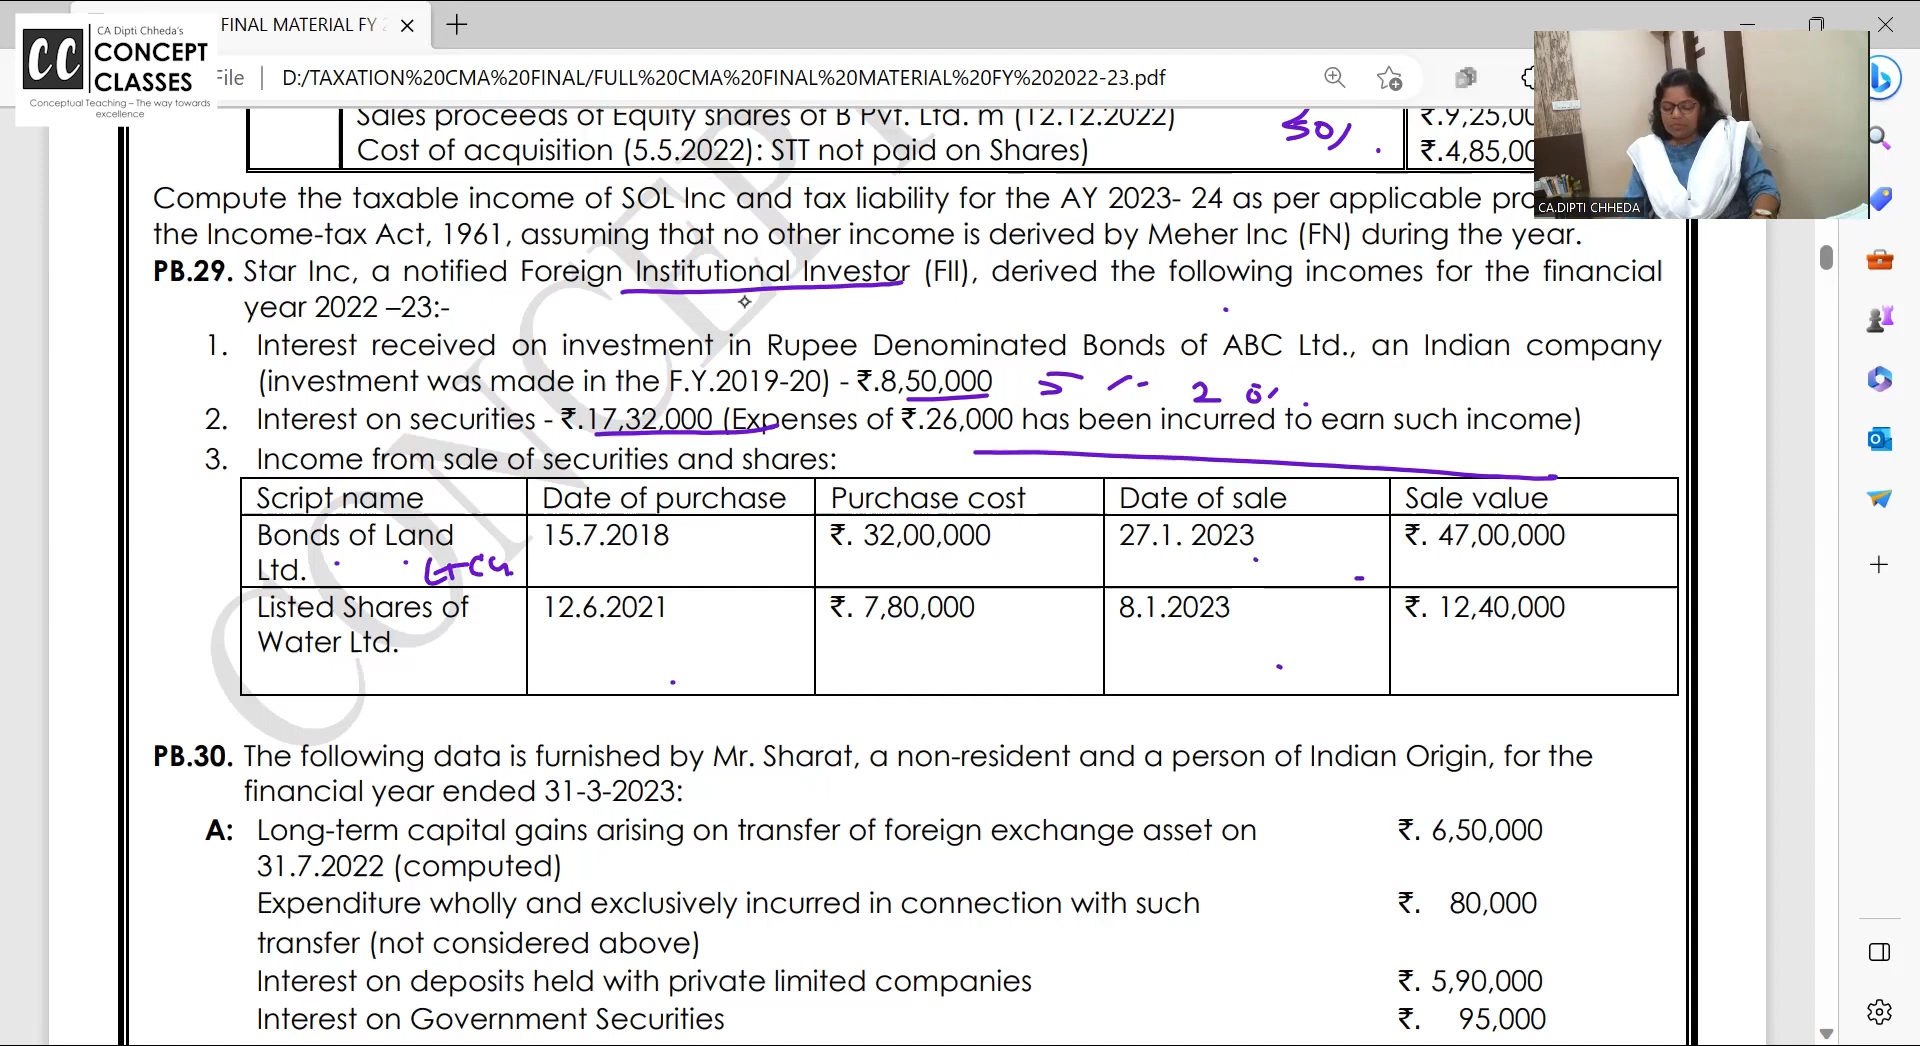 FINAL MATERIAL FY 2
CA Dipti Chheda's
CC
CONCEPT
CLASSES
Conceptual Teaching – The way towards
excellence
File
D:/TAXATION%20CMA%20FINAL/FULL%20CMA%20FINAL%20MATERIAL%20FY%202022-23.pdf
CA.DIPTI CHHEDA
Sales proceeds of Equity shares of B Pvt. Ltd. m (12.12.2022) ₹.9,25,00
Cost of acquisition (5.5.2022): STT not paid on Shares) ₹.4,85,00
Compute the taxable income of SOL Inc and tax liability for the AY 2023- 24 as per applicable pro
the Income-tax Act, 1961, assuming that no other income is derived by Meher Inc (FN) during the year.
PB.29. Star Inc, a notified Foreign Institutional Investor (FII), derived the following incomes for the financial
year 2022 –23:-
1. Interest received on investment in Rupee Denominated Bonds of ABC Ltd., an Indian company
(investment was made in the F.Y.2019-20) - ₹.8,50,000 5 %
20%
2. Interest on securities - ₹.17,32,000 (Expenses of ₹.26,000 has been incurred to earn such income)
3. Income from sale of securities and shares:
Script name Date of purchase Purchase cost Date of sale Sale value
Bonds of Land 15.7.2018 ₹. 32,00,000 27.1. 2023 ₹. 47,00,000
Ltd. LTCG
Listed Shares of 12.6.2021 ₹. 7,80,000 8.1.2023 ₹. 12,40,000
Water Ltd.
PB.30. The following data is furnished by Mr. Sharat, a non-resident and a person of Indian Origin, for the
financial year ended 31-3-2023:
A: Long-term capital gains arising on transfer of foreign exchange asset on ₹. 6,50,000
31.7.2022 (computed)
Expenditure wholly and exclusively incurred in connection with such ₹. 80,000
transfer (not considered above)
Interest on deposits held with private limited companies ₹. 5,90,000
Interest on Government Securities ₹. 95,000